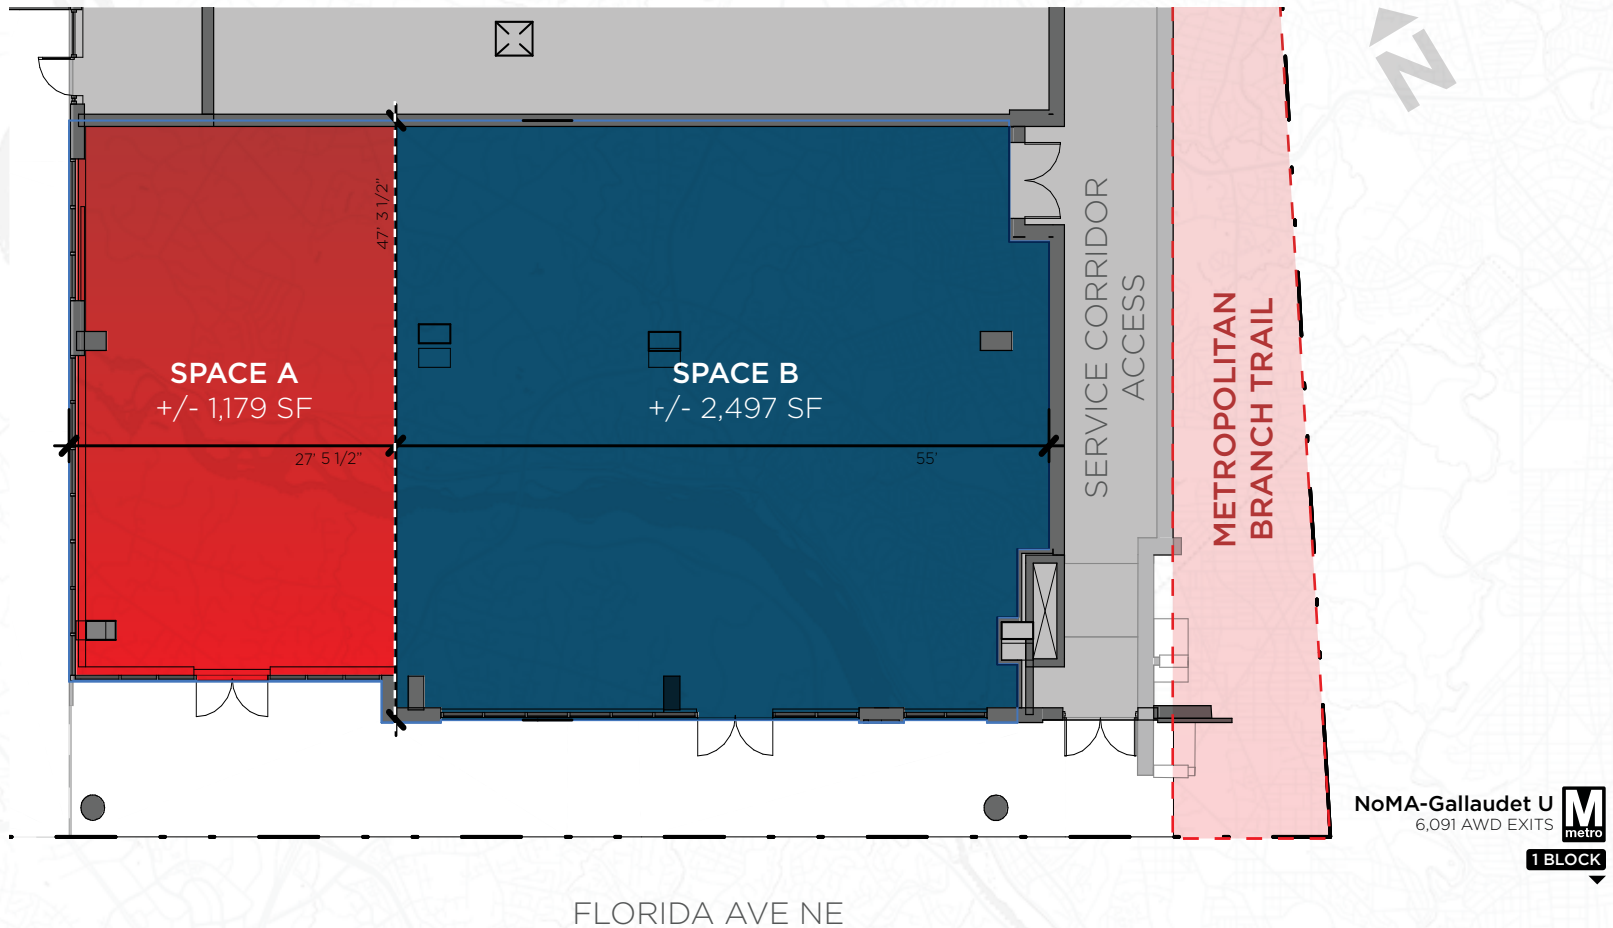 N
47' 3 1/2"
SPACE A
+/- 1,179 SF
SPACE B
+/- 2,497 SF
27' 5 1/2"
55'
SERVICE CORRIDOR
ACCESS
METROPOLITAN
BRANCH TRAIL
NoMA-Gallaudet U
6,091 AWD EXITS
M
metro
1 BLOCK
FLORIDA AVE NE